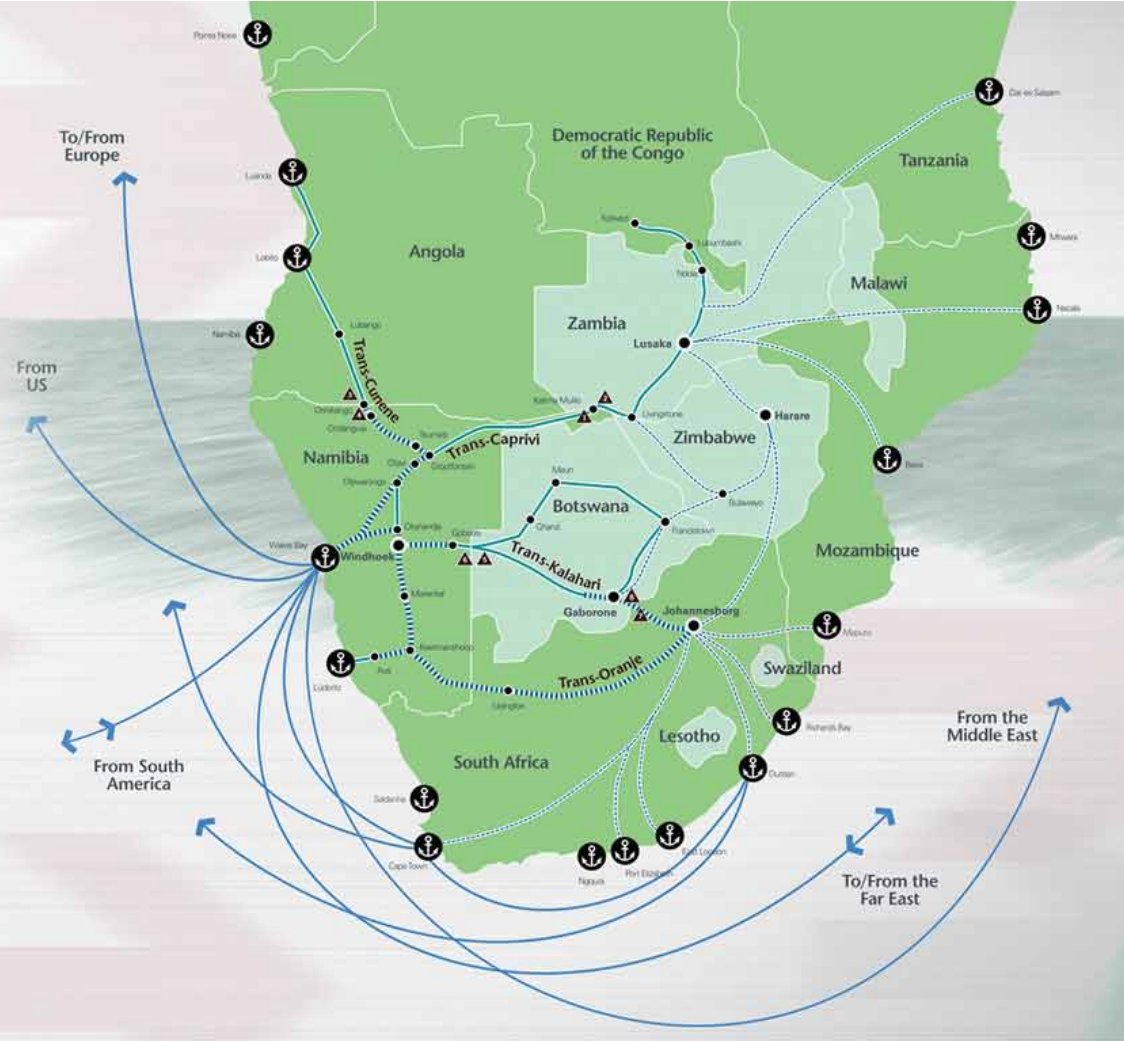 Pointe Noire
Dar es Salaam
To/From
Europe
Democratic Republic
of the Congo
Tanzania
Luanda
Kolwezi
Mtwara
Lubumbashi
Angola
Lobito
Ndola
Malawi
Nacala
Zambia
Namibe
Lubango
Lusaka
From
US
Trans-Cunene
Katima Mulilo
2
1
Livingstone
Harare
Oshikango
Ondangwa
Tsumeb
Trans-Caprivi
Zimbabwe
Namibia
Otavi
Grootfontein
Beira
Otjiwarongo
Maun
Botswana
Bulawayo
Okahandja
Gobabis
Ghanzi
Francistown
Walvis Bay
Windhoek
Trans-Kalahari
Mozambique
Mariental
Gaborone
Johannesburg
Maputo
Keetmanshoop
Aus
Lüderitz
Trans-Oranje
Swaziland
Upington
From the
Middle East
Richards Bay
Lesotho
From South
America
South Africa
Durban
Saldanha
Cape Town
East London
Ngqura
Port Elizabeth
To/From the
Far East